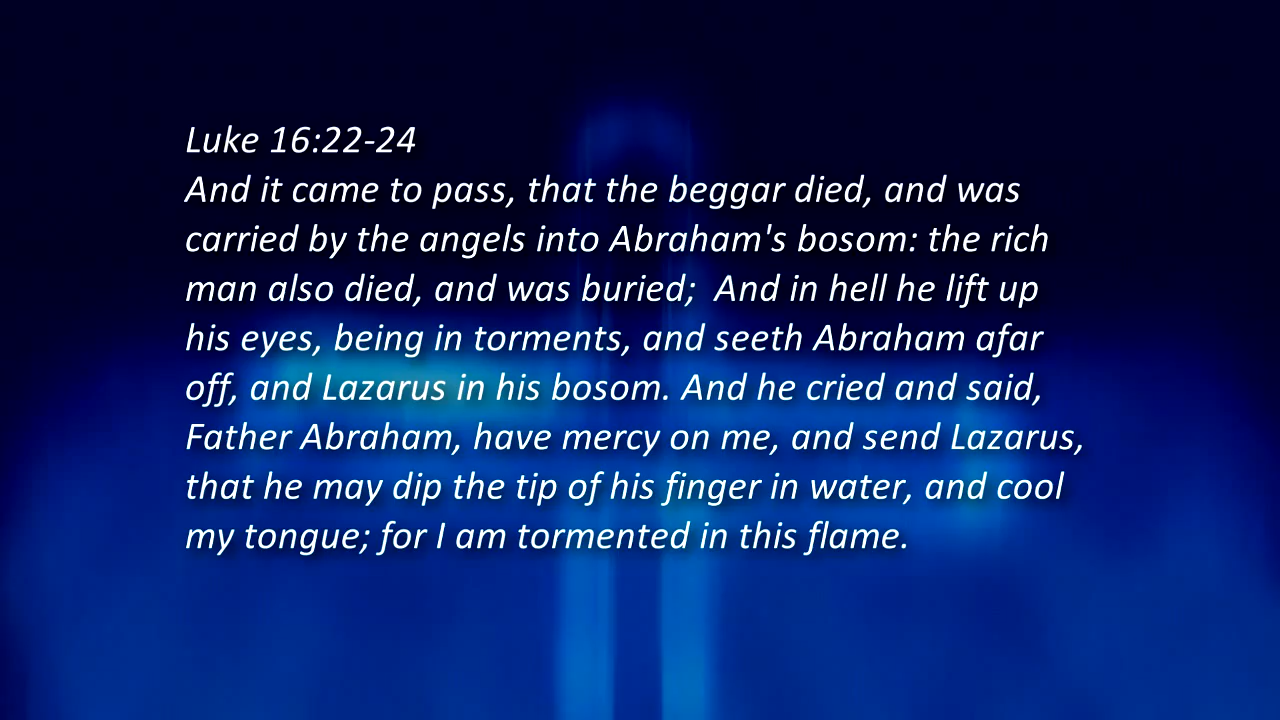 Luke 16:22-24
And it came to pass, that the beggar died, and was
carried by the angels into Abraham's bosom: the rich
man also died, and was buried;  And in hell he lift up
his eyes, being in torments, and seeth Abraham afar
off, and Lazarus in his bosom. And he cried and said,
Father Abraham, have mercy on me, and send Lazarus,
that he may dip the tip of his finger in water, and cool
my tongue; for I am tormented in this flame.